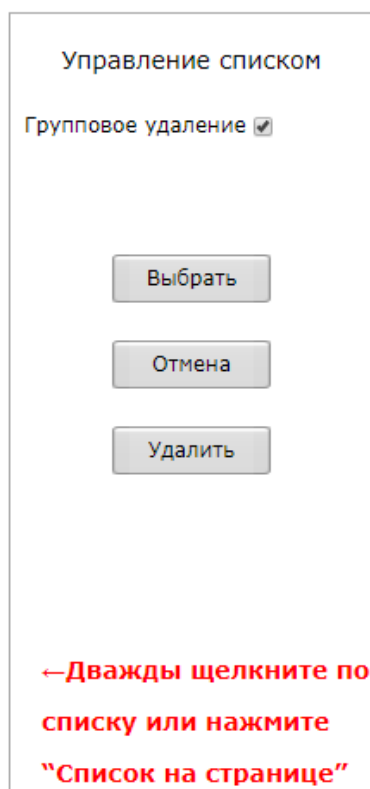 Управление списком
Групповое удаление
Выбрать
Отмена
Удалить
←Дважды щелкните по
списку или нажмите
“Список на странице”